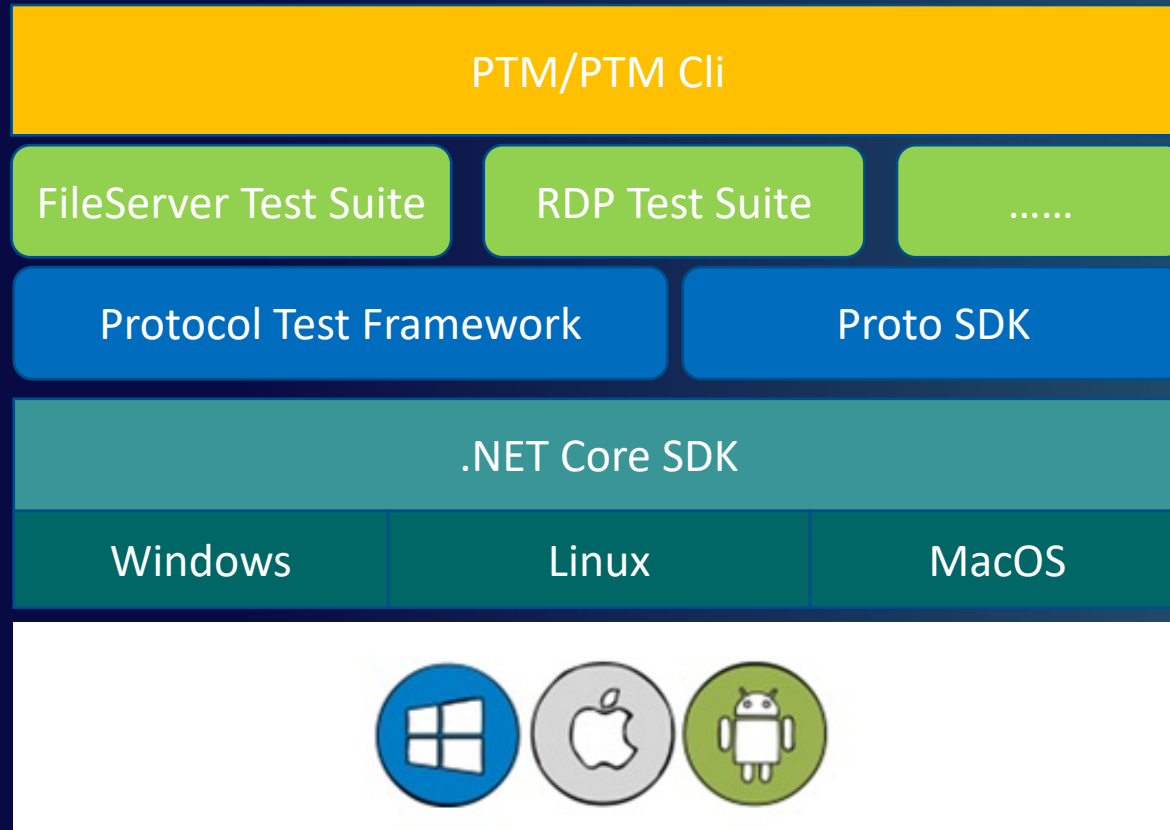 PTM/PTM Cli
FileServer Test Suite
RDP Test Suite
......
Protocol Test Framework
Proto SDK
.NET Core SDK
Windows
Linux
MacOS